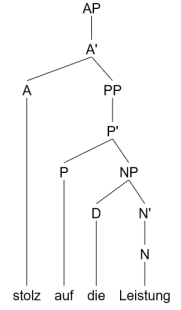 AP
A'
A PP
P'
P NP
D N'
N
stolz auf die Leistung